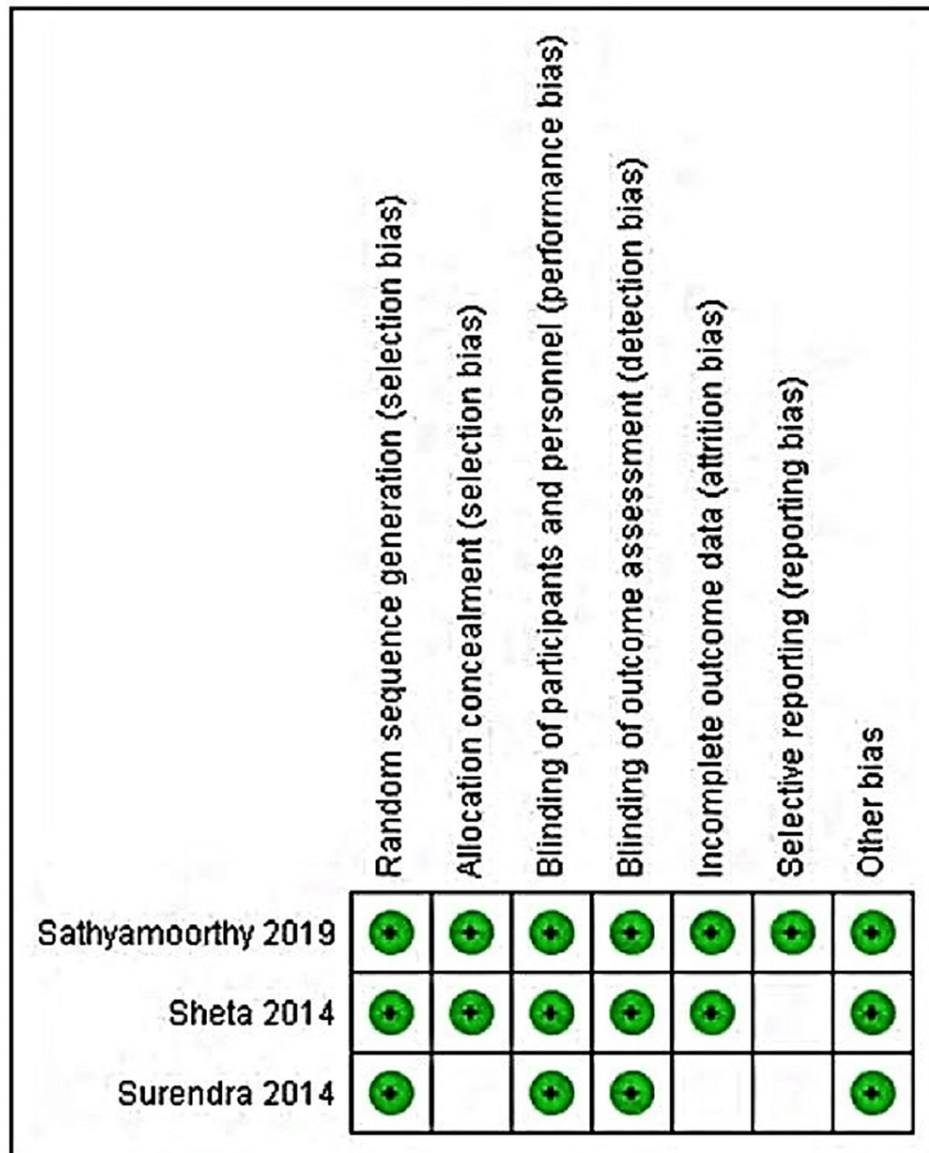 Random sequence generation (selection bias)
Allocation concealment (selection bias)
Blinding of participants and personnel (performance bias)
Blinding of outcome assessment (detection bias)
Incomplete outcome data (attrition bias)
Selective reporting (reporting bias)
Other bias
Sathyamoorthy 2019
Sheta 2014
Surendra 2014